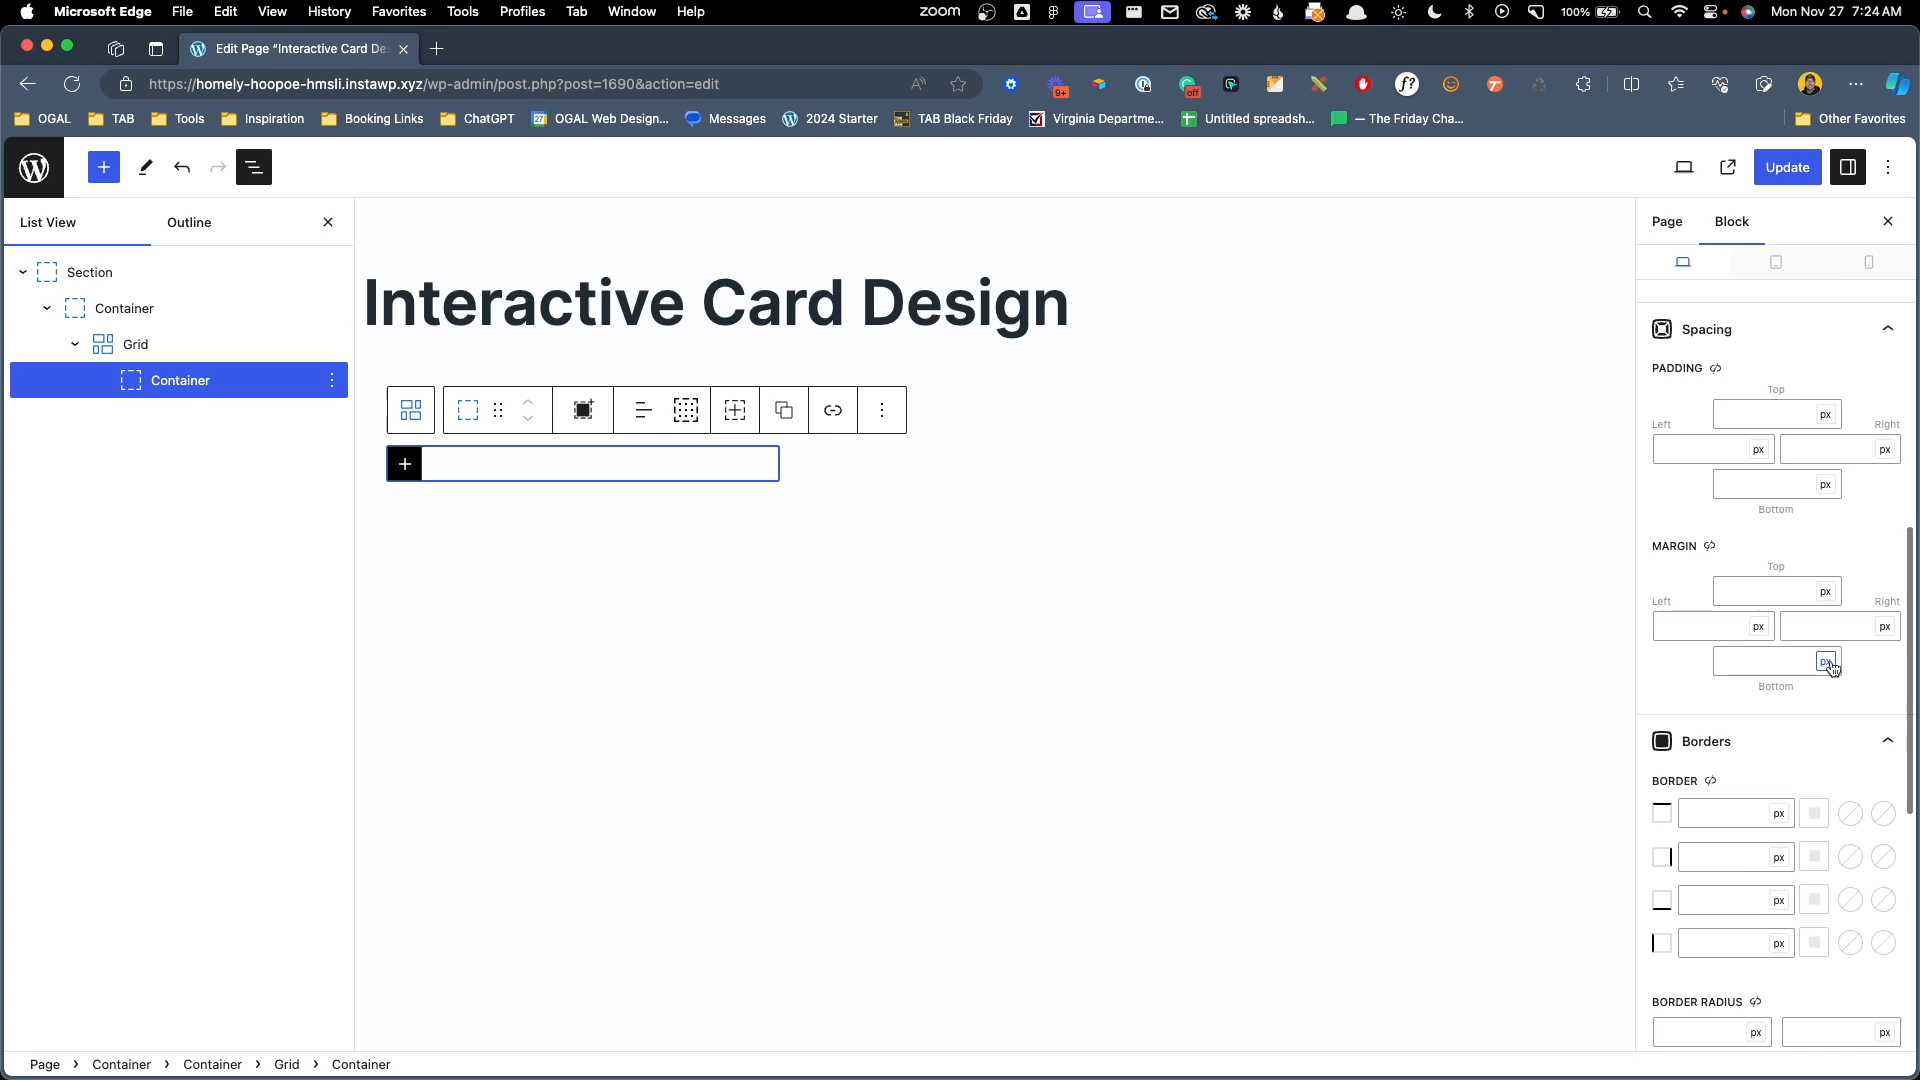 Microsoft Edge File Edit View History Favorites Tools Profiles Tab Window Help zoom 100% Mon Nov 27 7:24 AM
Edit Page "Interactive Card De
https://homely-hoopoe-hmsli.instawp.xyz/wp-admin/post.php?post=1690&action=edit
9+ off f?
OGAL TAB Tools Inspiration Booking Links ChatGPT 27 OGAL Web Design... Messages 2024 Starter TAB Black Friday Virginia Departme... Untitled spreadsh... — The Friday Cha... Other Favorites
Update
List View Outline
Page Block
Section
Container
Grid
Container
Interactive Card Design
Spacing
PADDING
Top
px
Left Right
px px
px
Bottom
MARGIN
Top
px
Left Right
px px
px
Bottom
Borders
BORDER
px
px
px
px
BORDER RADIUS
px px
Page › Container › Container › Grid › Container